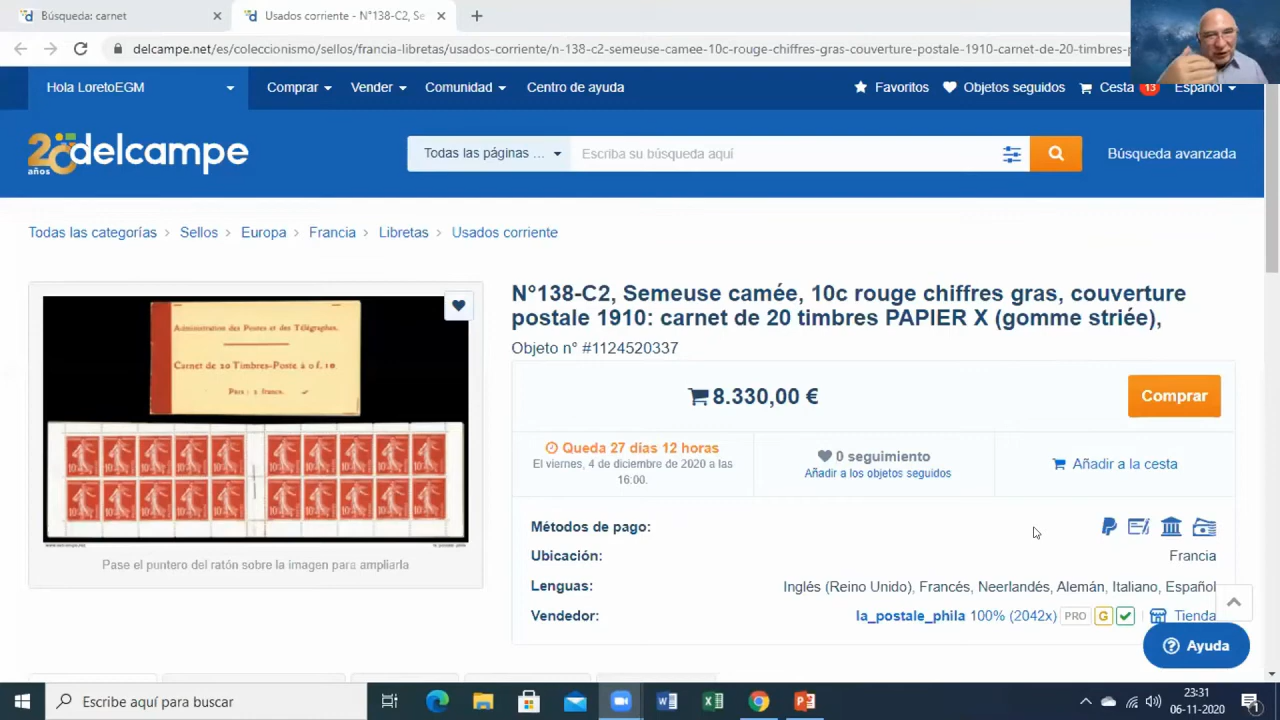 Búsqueda: carnet
Usados corriente - N°138-C2, Se
delcampe.net/es/coleccionismo/sellos/francia-libretas/usados-corriente/n-138-c2-semeuse-camee-10c-rouge-chiffres-gras-couverture-postale-1910-carnet-de-20-timbres-p
Hola LoretoEGM
Comprar
Vender
Comunidad
Centro de ayuda
Favoritos
Objetos seguidos
Cesta 13
Español
20 años delcampe
Todas las páginas ...
Escriba su búsqueda aquí
Búsqueda avanzada
Todas las categorías > Sellos > Europa > Francia > Libretas > Usados corriente
Administration des Postes et des Télégraphes.
Carnet de 20 Timbres-Poste à 0 f. 10
Prix: 2 francs.
Pase el puntero del ratón sobre la imagen para ampliarla
N°138-C2, Semeuse camée, 10c rouge chiffres gras, couverture
postale 1910: carnet de 20 timbres PAPIER X (gomme striée),
Objeto n° #1124520337
8.330,00 €
Comprar
Queda 27 días 12 horas
El viernes, 4 de diciembre de 2020 a las
16:00.
0 seguimiento
Añadir a los objetos seguidos
Añadir a la cesta
Métodos de pago:
Ubicación: Francia
Lenguas: Inglés (Reino Unido), Francés, Neerlandés, Alemán, Italiano, Español
Vendedor: la_postale_phila 100% (2042x) PRO G Tienda
Ayuda
Escribe aquí para buscar
23:31
06-11-2020
1